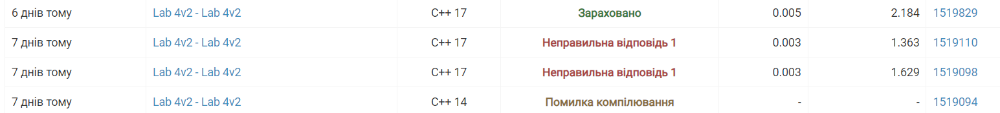 6 днів тому Lab 4v2 - Lab 4v2 C++ 17 Зараховано 0.005 2.184 1519829
7 днів тому Lab 4v2 - Lab 4v2 C++ 17 Неправильна відповідь 1 0.003 1.363 1519110
7 днів тому Lab 4v2 - Lab 4v2 C++ 17 Неправильна відповідь 1 0.003 1.629 1519098
7 днів тому Lab 4v2 - Lab 4v2 C++ 14 Помилка компілювання - - 1519094